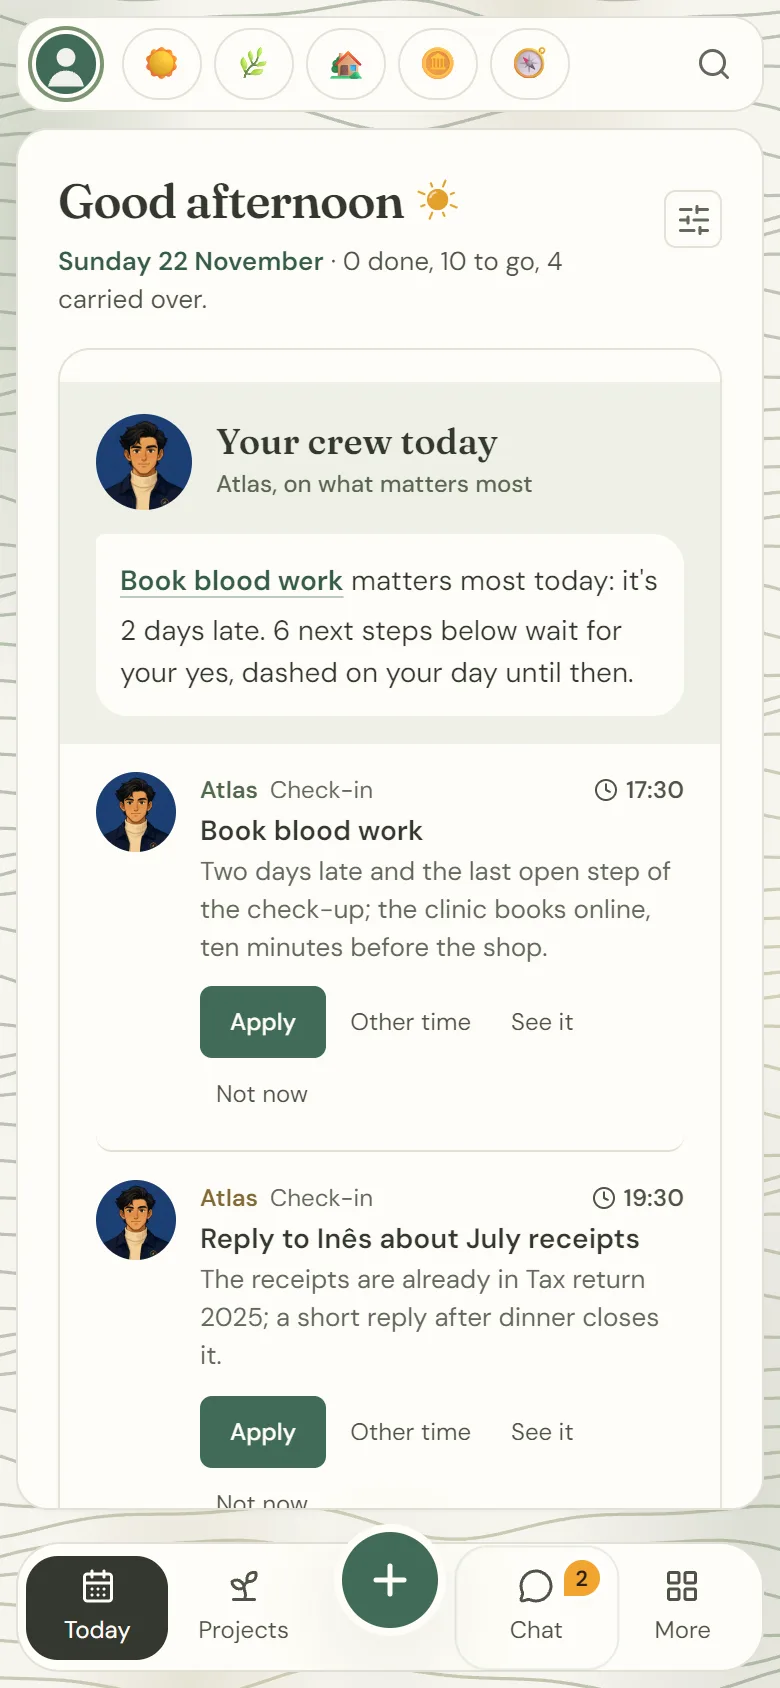 Good afternoon
Sunday 22 November · 0 done, 10 to go, 4
carried over.
Your crew today
Atlas, on what matters most
Book blood work matters most today: it's
2 days late. 6 next steps below wait for
your yes, dashed on your day until then.
Atlas Check-in 17:30
Book blood work
Two days late and the last open step of
the check-up; the clinic books online,
ten minutes before the shop.
Apply Other time See it
Not now
Atlas Check-in 19:30
Reply to Inês about July receipts
The receipts are already in Tax return
2025; a short reply after dinner closes
it.
Apply Other time See it
Not now
2
Today Projects Chat More